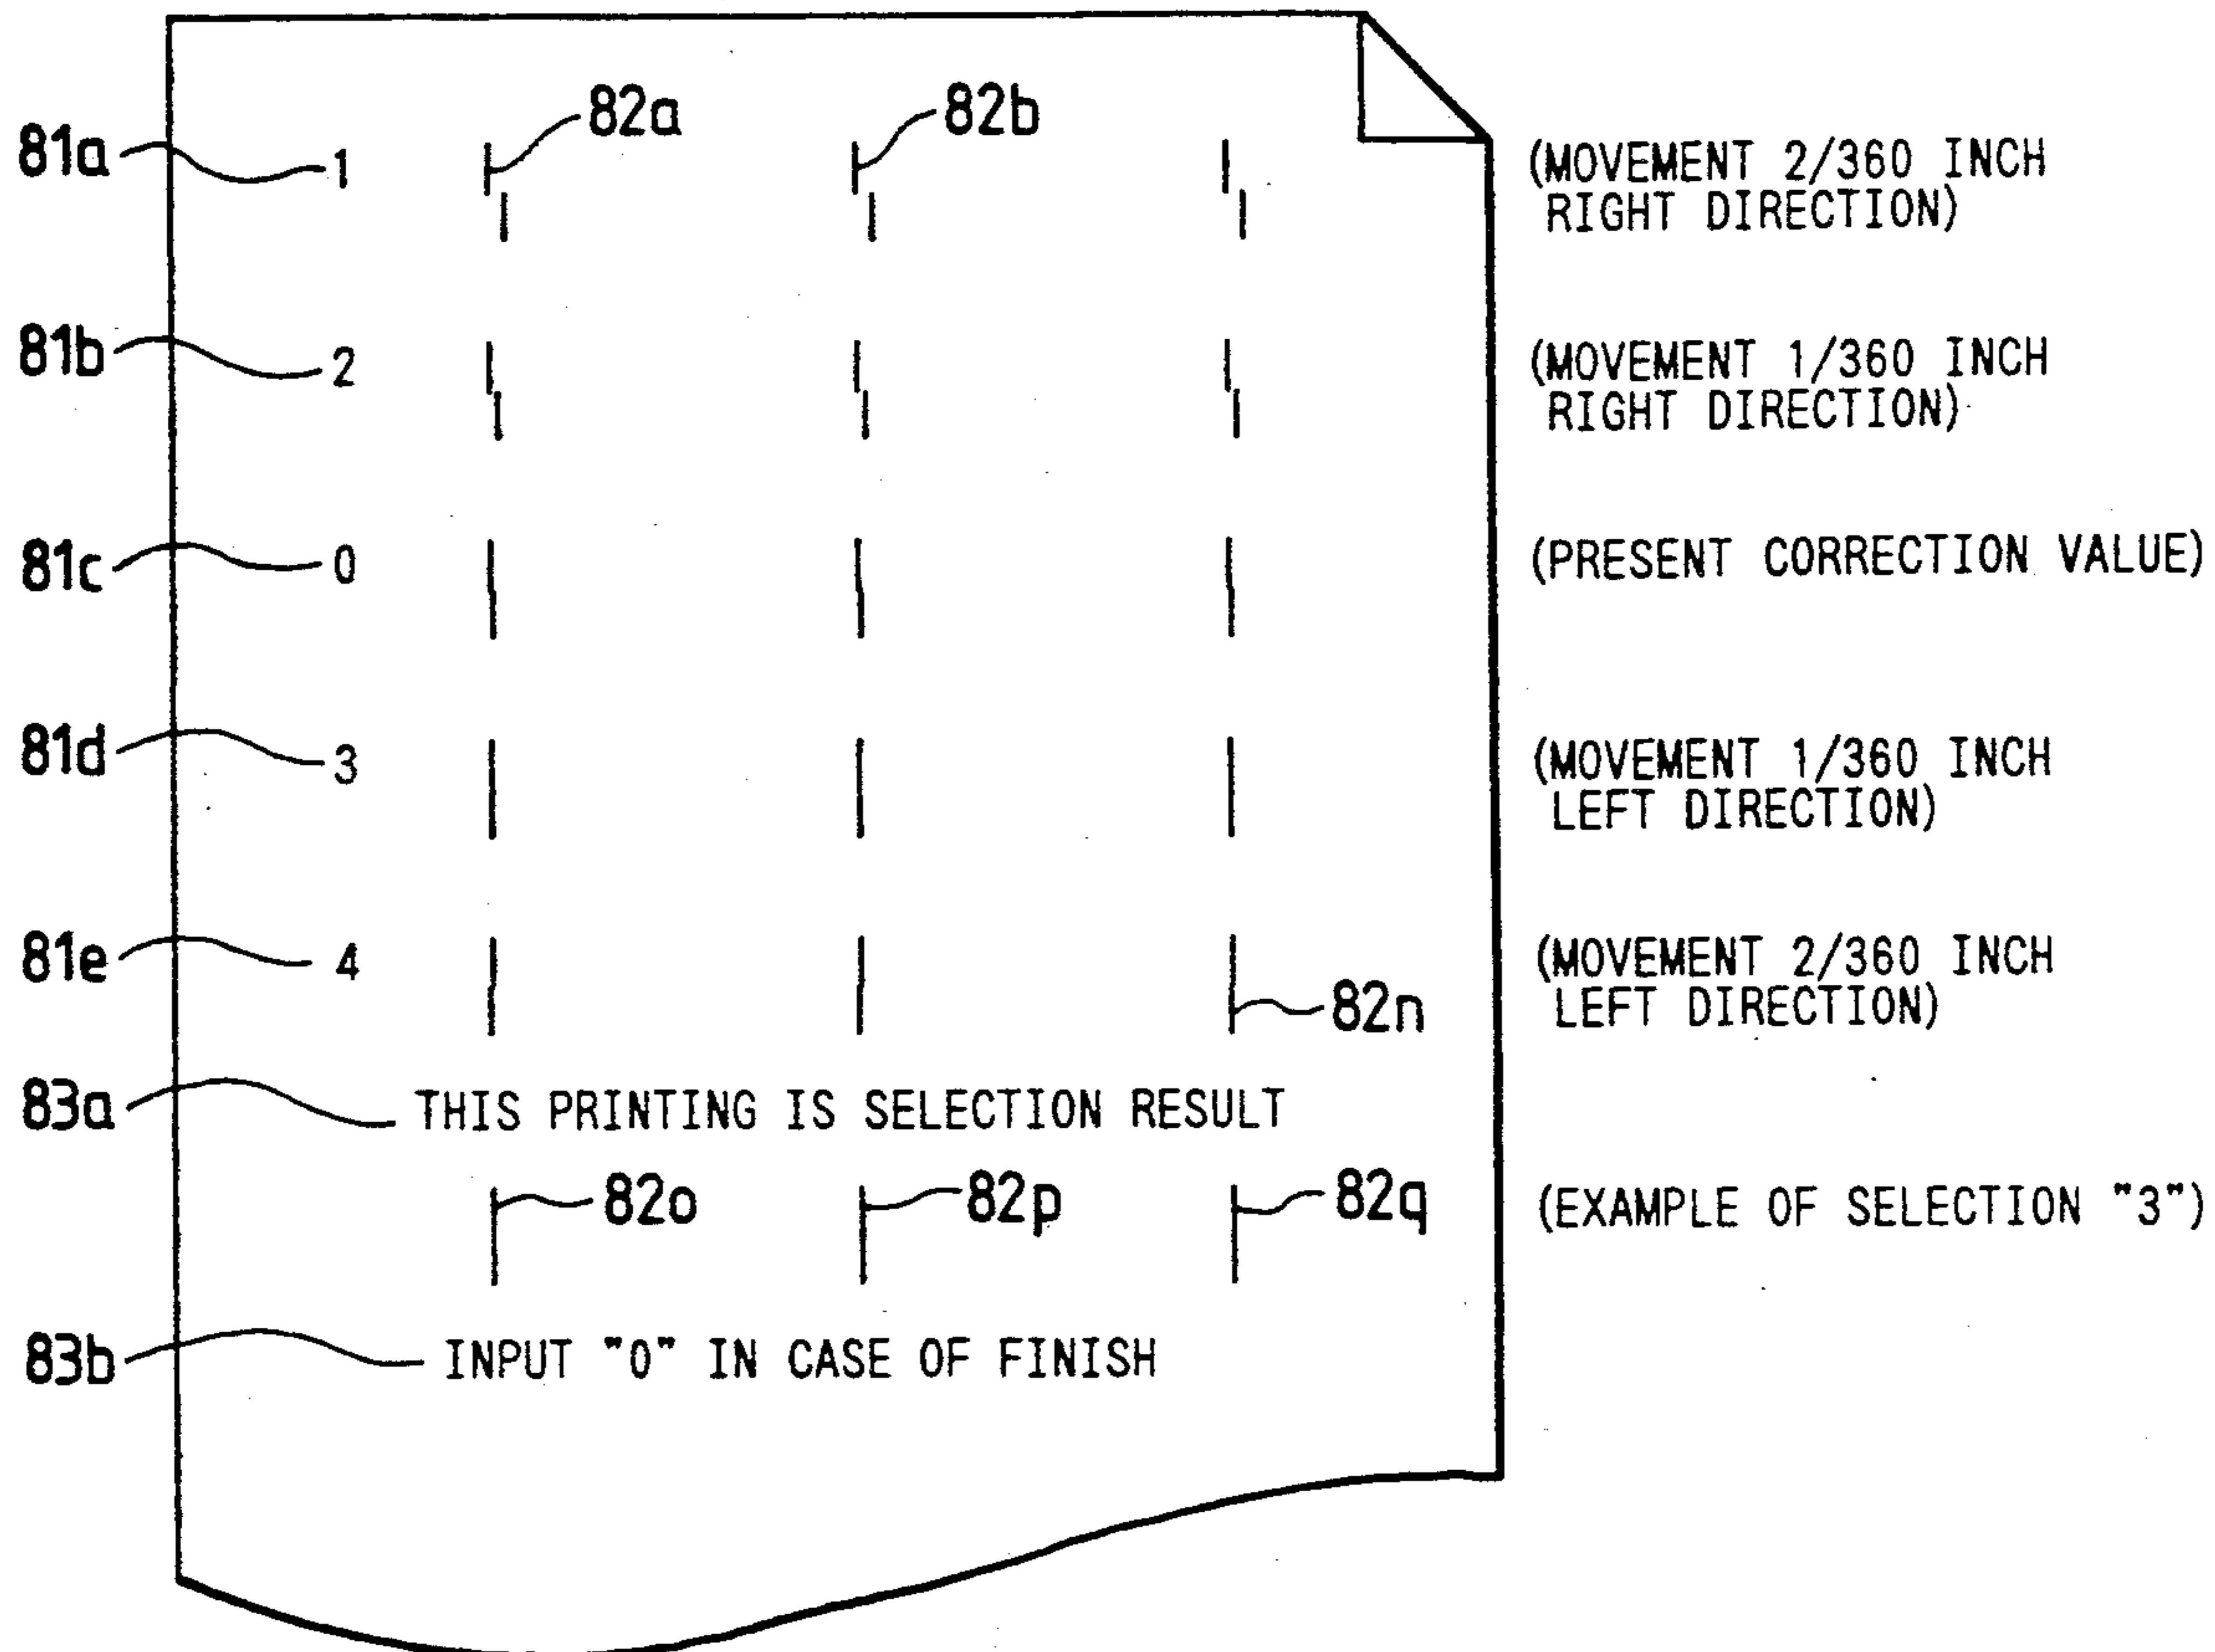 82a 82b
81a 1 (MOVEMENT 2/360 INCH
RIGHT DIRECTION)
81b 2 (MOVEMENT 1/360 INCH
RIGHT DIRECTION)
81c 0 (PRESENT CORRECTION VALUE)
81d 3 (MOVEMENT 1/360 INCH
LEFT DIRECTION)
81e 4 (MOVEMENT 2/360 INCH
LEFT DIRECTION)
82n
83a THIS PRINTING IS SELECTION RESULT
82o 82p 82q (EXAMPLE OF SELECTION "3")
83b INPUT "0" IN CASE OF FINISH